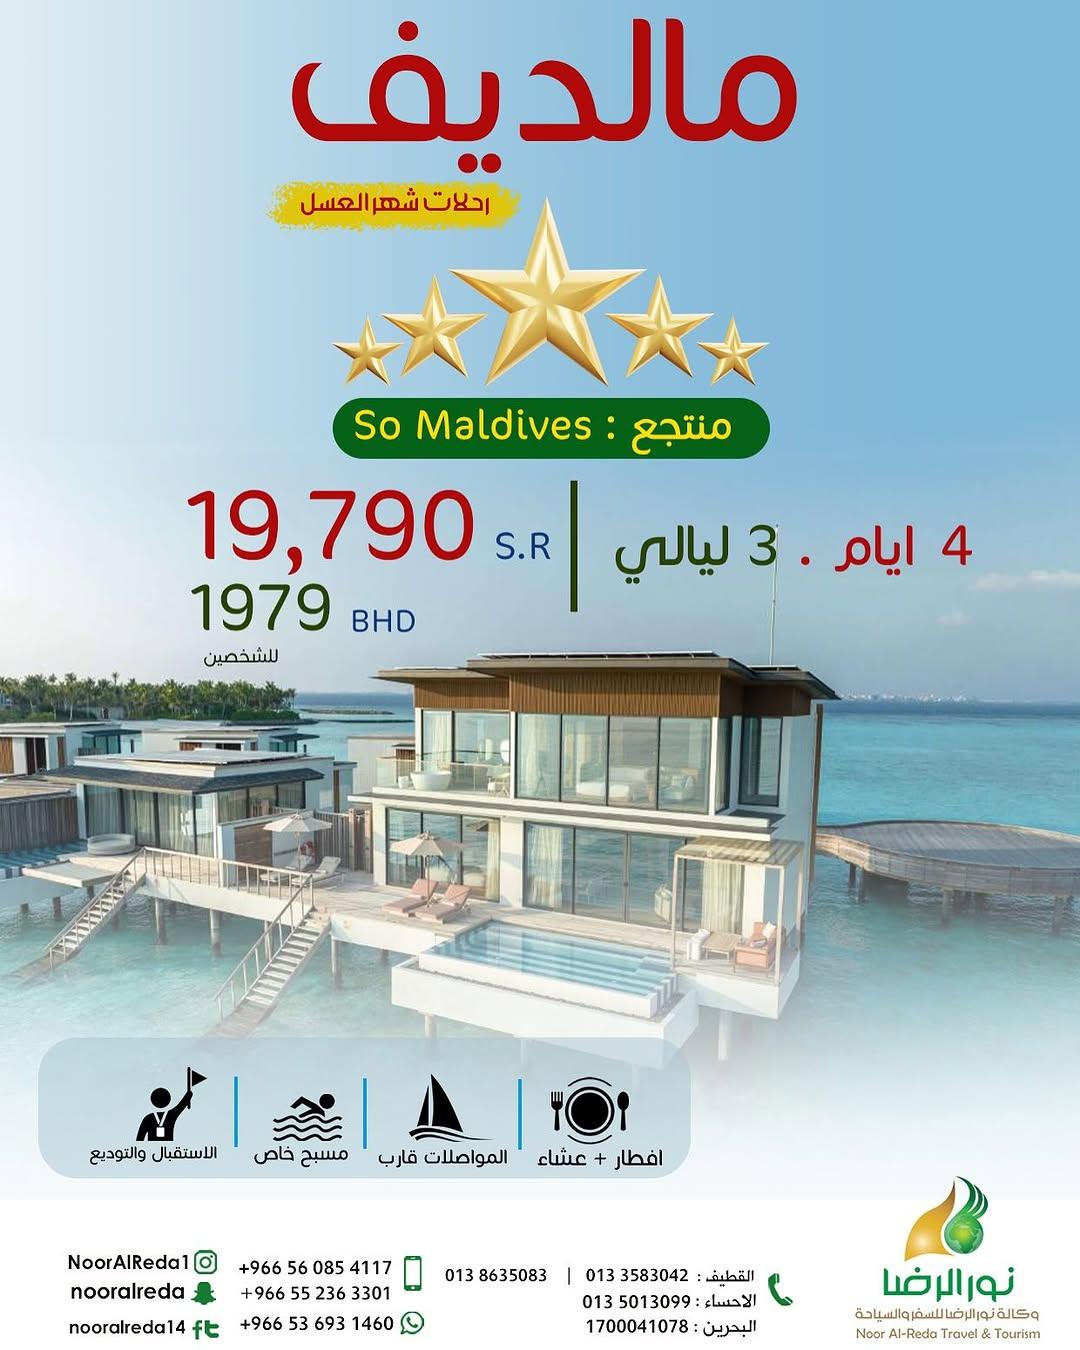 مالديف
رحلات شهر العسل
منتجع : So Maldives
4 ايام . 3 ليالي
19,790 S.R
1979 BHD
للشخصين
افطار + عشاء
المواصلات قارب
مسبح خاص
الاستقبال والتوديع
نور الرضا
وكالة نور الرضا للسفر والسياحة
Noor Al-Reda Travel & Tourism
القطيف : 013 3583042 | 013 8635083
الاحساء : 013 5013099
البحرين : 1700041078
+966 56 085 4117
+966 55 236 3301
+966 53 693 1460
NoorAlReda1
nooralreda
nooralreda14